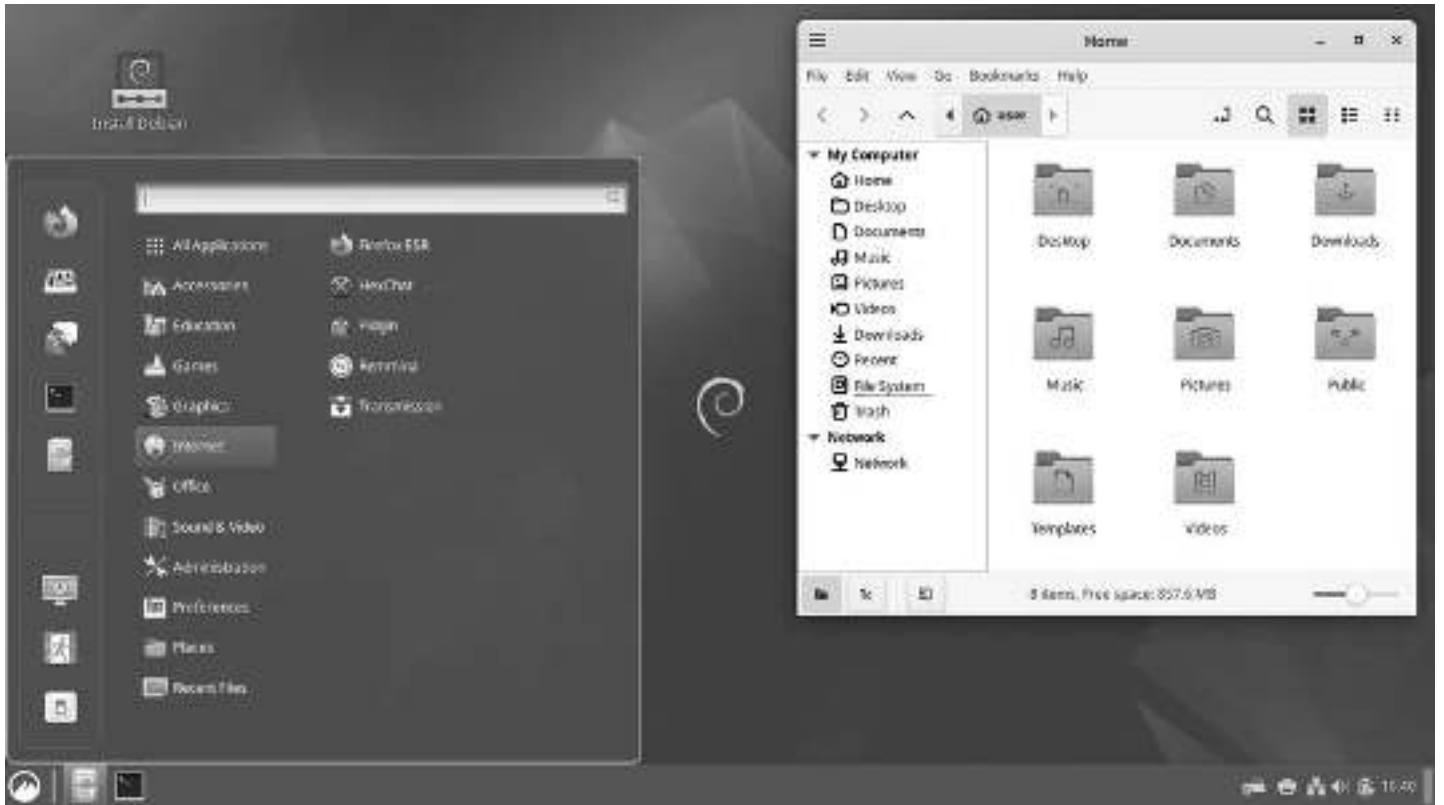 Install Debian
All Applications
Accessories
Education
Games
Graphics
Internet
Office
Sound & Video
Administration
Preferences
Places
Recent Files
Firefox ESR
HexChat
Pidgin
Remmina
Transmission
Home
File Edit View Go Bookmarks Help
user
My Computer
Home
Desktop
Documents
Music
Pictures
Videos
Downloads
Recent
File System
Trash
Network
Network
Desktop Documents Downloads
Music Pictures Public
Templates Videos
8 items, Free space: 857.6 MB